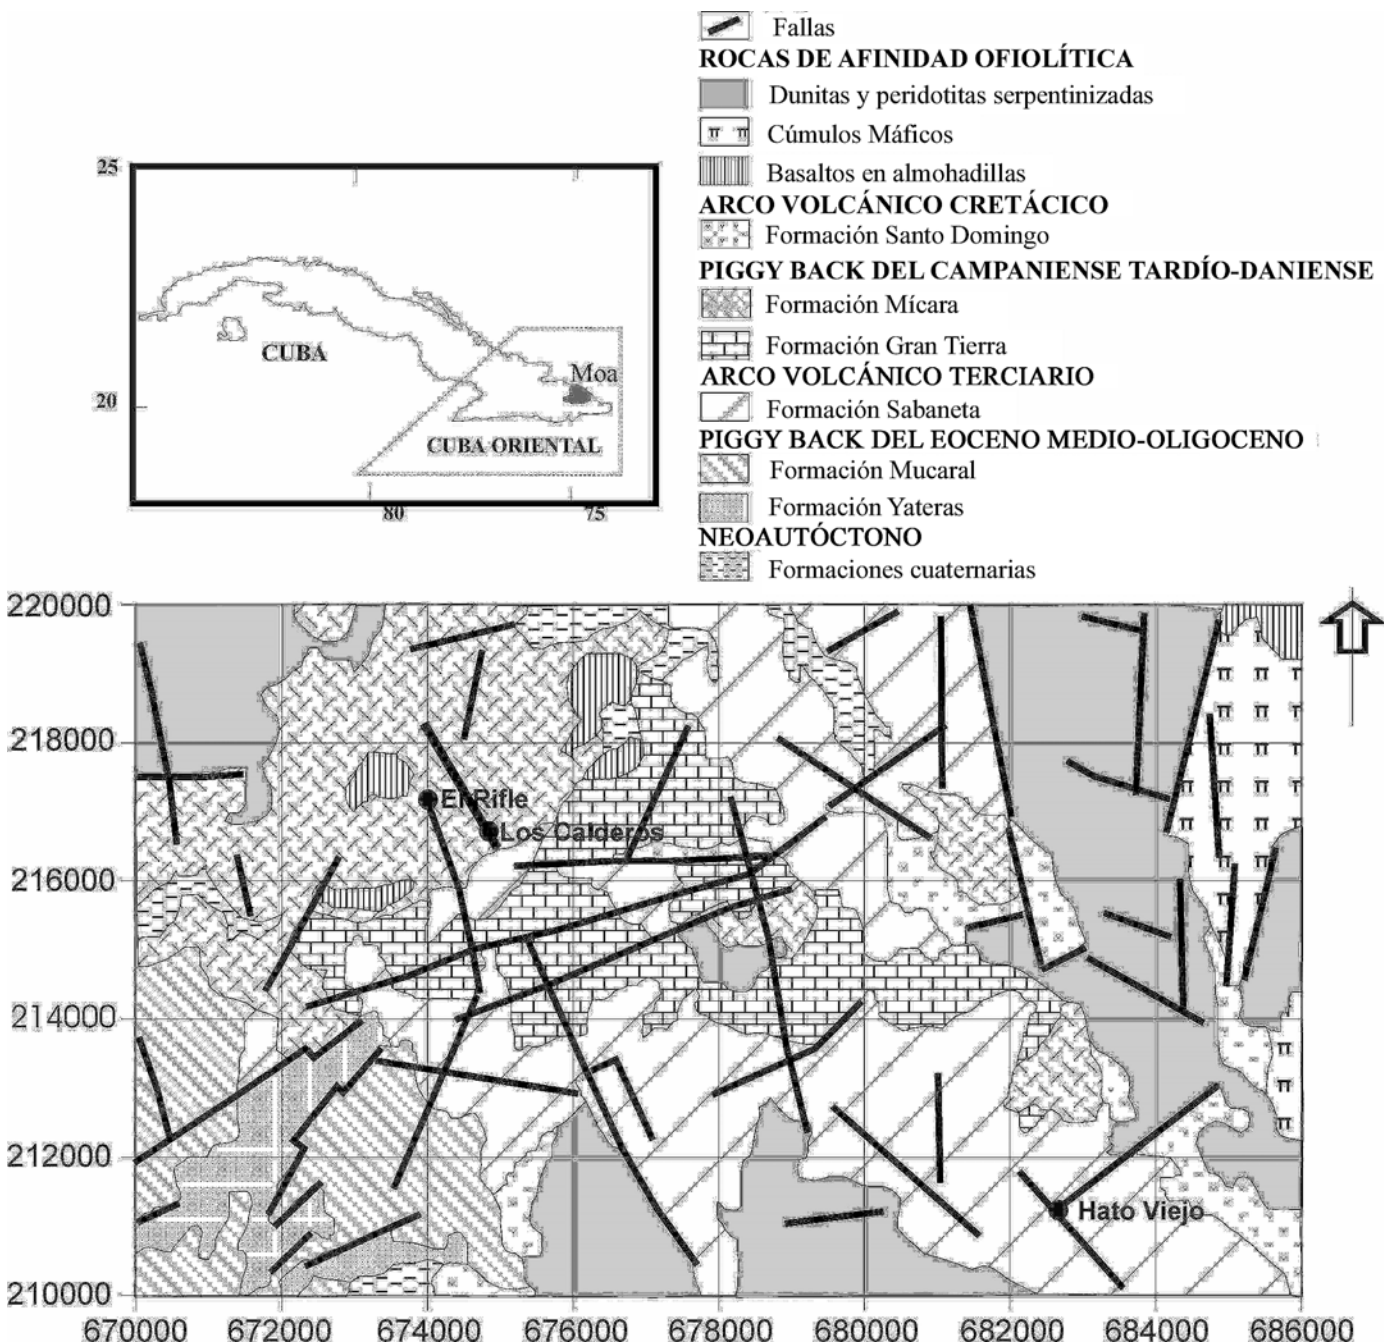 Fallas
ROCAS DE AFINIDAD OFIOLÍTICA
Dunitas y peridotitas serpentinizadas
Cúmulos Máficos
Basaltos en almohadillas
ARCO VOLCÁNICO CRETÁCICO
Formación Santo Domingo
PIGGY BACK DEL CAMPANIENSE TARDÍO-DANIENSE
Formación Mícara
Formación Gran Tierra
ARCO VOLCÁNICO TERCIARIO
Formación Sabaneta
PIGGY BACK DEL EOCENO MEDIO-OLIGOCENO
Formación Mucaral
Formación Yateras
NEOAUTÓCTONO
Formaciones cuaternarias
25
20
80
75
CUBA
Moa
CUBA ORIENTAL
220000
218000
216000
214000
212000
210000
El Rifle
Los Calderos
Hato Viejo
670000 672000 674000 676000 678000 680000 682000 684000 686000